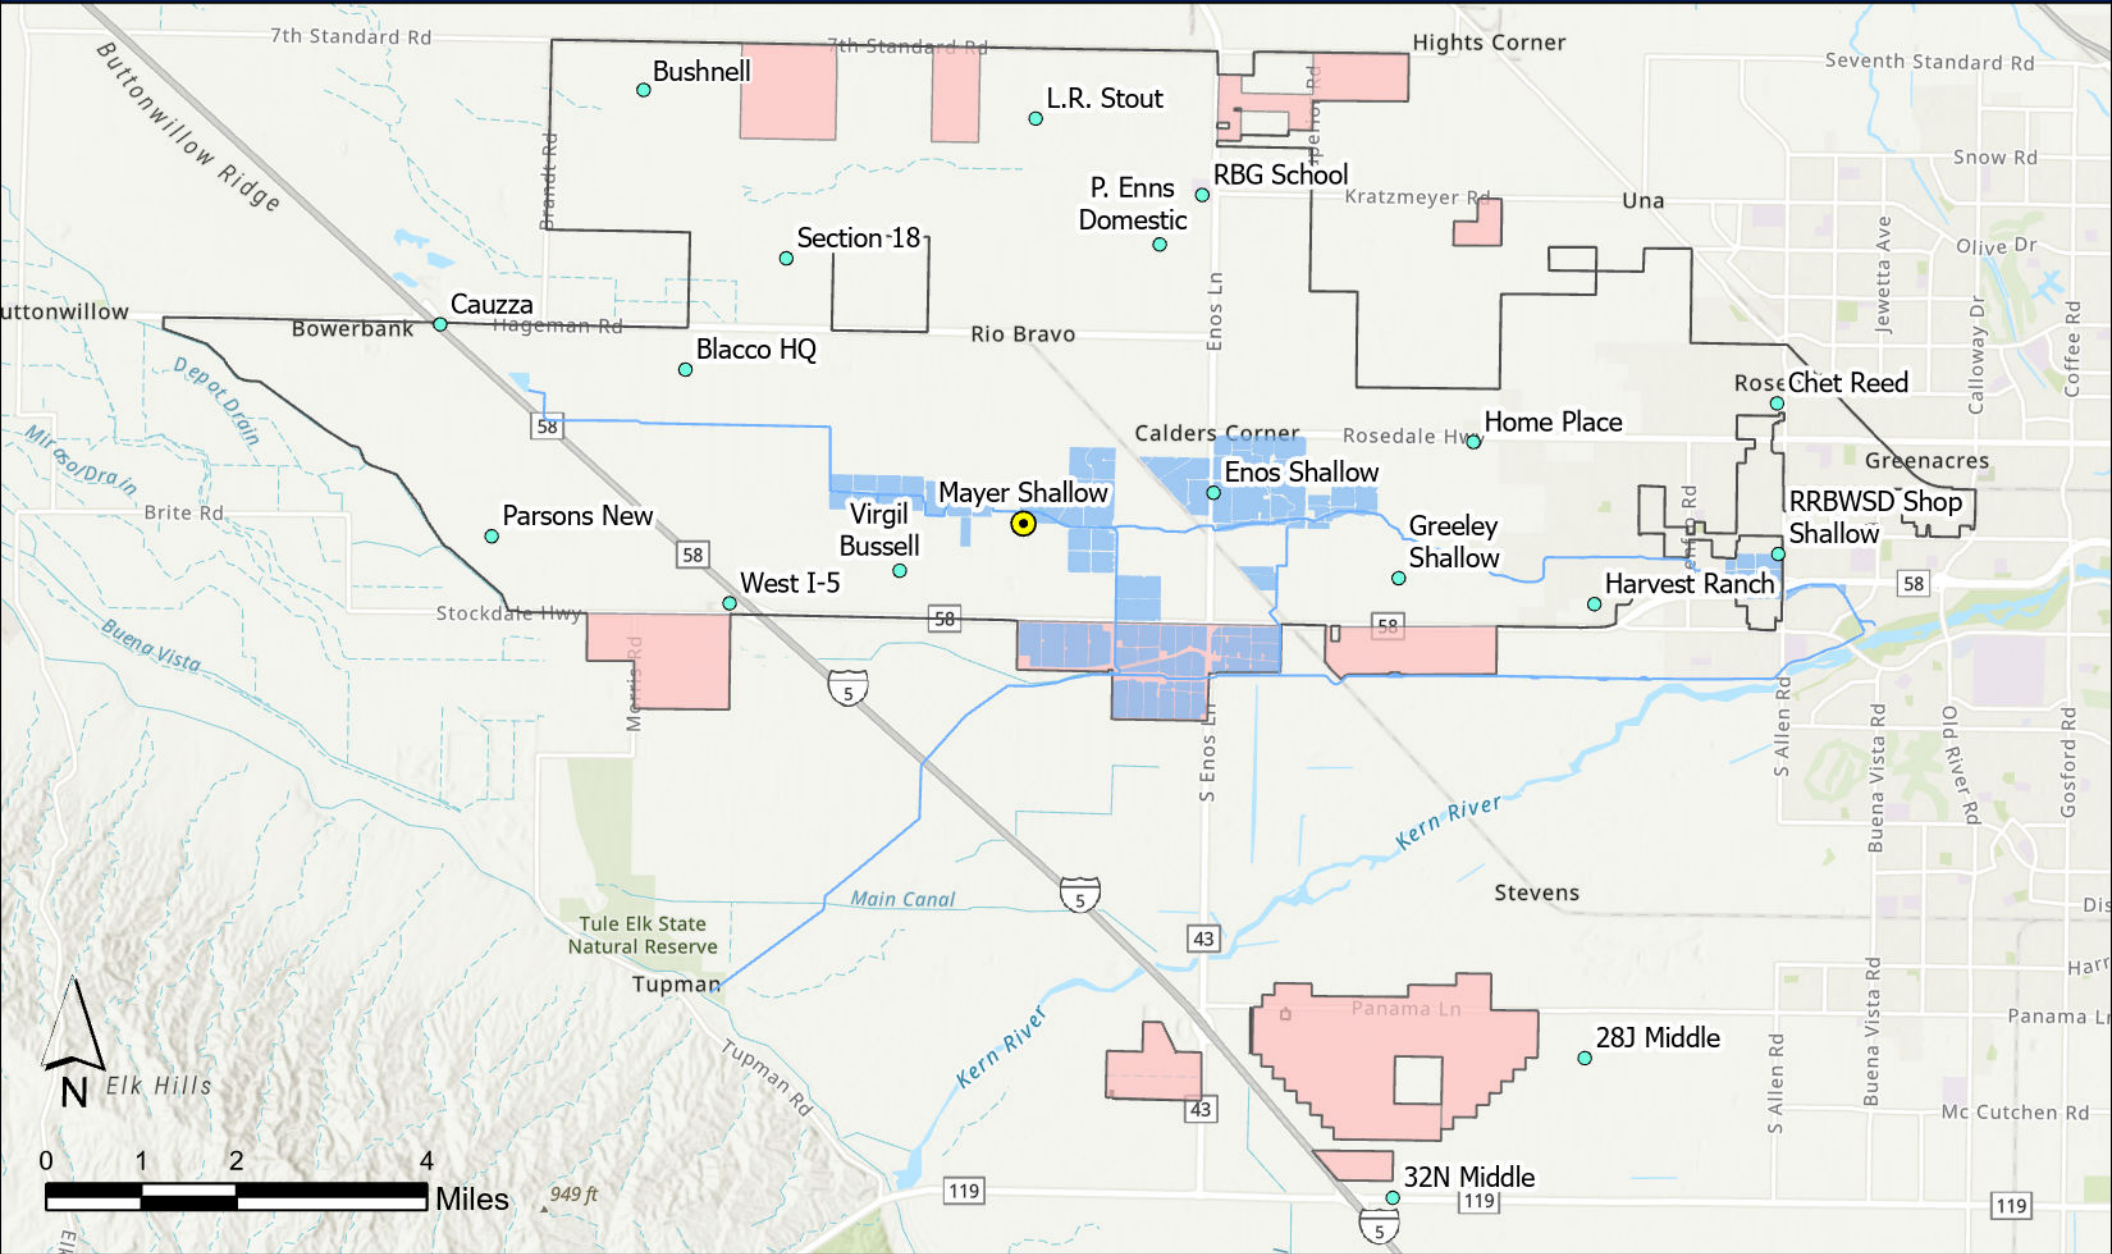 7th Standard Rd
7th Standard Rd
Hights Corner
Seventh Standard Rd
Buttonwillow Ridge
Bushnell
L.R. Stout
Snow Rd
Brandt Rd
RBG School
P. Enns
Domestic
Kratzmeyer Rd
Una
Jewetta Ave
Olive Dr
Section 18
Cauzza
uttonwillow
Bowerbank
Hageman Rd
Rio Bravo
Enos Ln
Calloway Dr
Coffee Rd
Blacco HQ
Depot Drain
Rose
Chet Reed
58
Calders Corner
Rosedale Hwy
Home Place
Greenacres
Enos Shallow
Mayer Shallow
Brite Rd
Parsons New
Virgil
Bussell
RRBWSD Shop
Shallow
Greeley
Shallow
58
West I-5
Harvest Ranch
58
Stockdale Hwy
58
58
Buena Vista
Morris Rd
5
S Enos Ln
S Allen Rd
Buena Vista Rd
Old River Rd
Gosford Rd
Kern River
Main Canal
5
Stevens
Dis
Tule Elk State
Natural Reserve
43
Tupman
Harr
Panama Ln
Panama Ln
Kern River
28J Middle
Tupman Rd
N
Elk Hills
43
S Allen Rd
Buena Vista Rd
Mc Cutchen Rd
0 1 2 4
Miles
949 ft
119
32N Middle
119
119
5
Elk